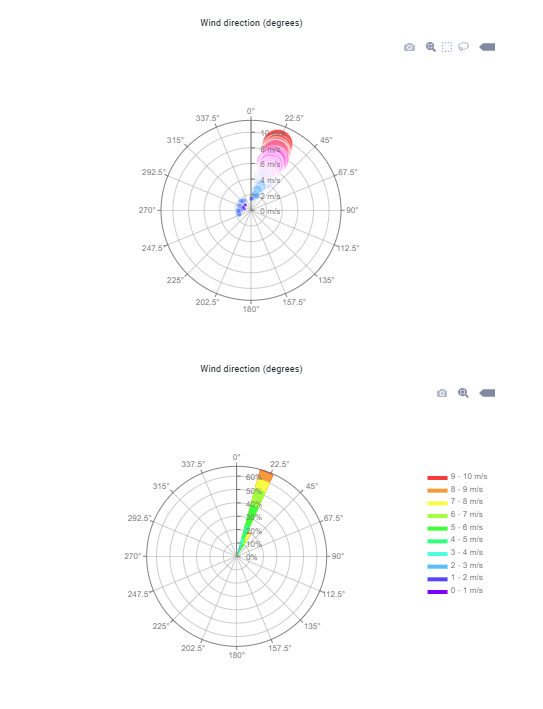 Wind direction (degrees)
0°
337.5° 22.5°
315° 45°
292.5° 67.5°
270° 90°
247.5° 112.5°
225° 135°
202.5° 157.5°
180°
10 m/s
8 m/s
6 m/s
4 m/s
2 m/s
0 m/s
Wind direction (degrees)
0°
337.5° 22.5°
315° 45°
292.5° 67.5°
270° 90°
247.5° 112.5°
225° 135°
202.5° 157.5°
180°
60%
50%
40%
30%
20%
10%
0%
9 - 10 m/s
8 - 9 m/s
7 - 8 m/s
6 - 7 m/s
5 - 6 m/s
4 - 5 m/s
3 - 4 m/s
2 - 3 m/s
1 - 2 m/s
0 - 1 m/s